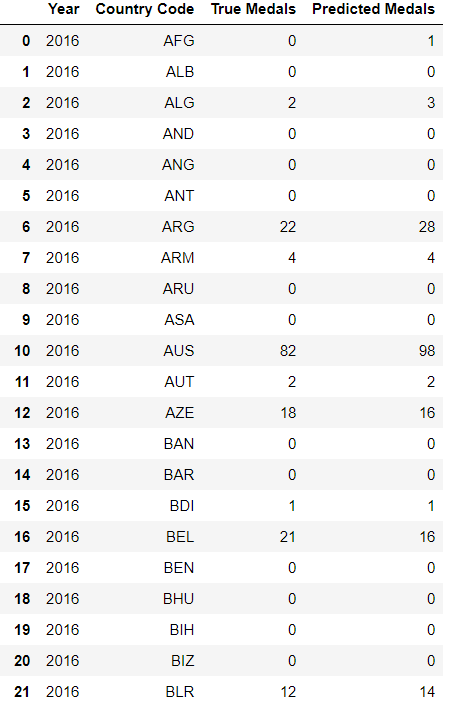 Year Country Code True Medals Predicted Medals
0 2016 AFG 0 1
1 2016 ALB 0 0
2 2016 ALG 2 3
3 2016 AND 0 0
4 2016 ANG 0 0
5 2016 ANT 0 0
6 2016 ARG 22 28
7 2016 ARM 4 4
8 2016 ARU 0 0
9 2016 ASA 0 0
10 2016 AUS 82 98
11 2016 AUT 2 2
12 2016 AZE 18 16
13 2016 BAN 0 0
14 2016 BAR 0 0
15 2016 BDI 1 1
16 2016 BEL 21 16
17 2016 BEN 0 0
18 2016 BHU 0 0
19 2016 BIH 0 0
20 2016 BIZ 0 0
21 2016 BLR 12 14